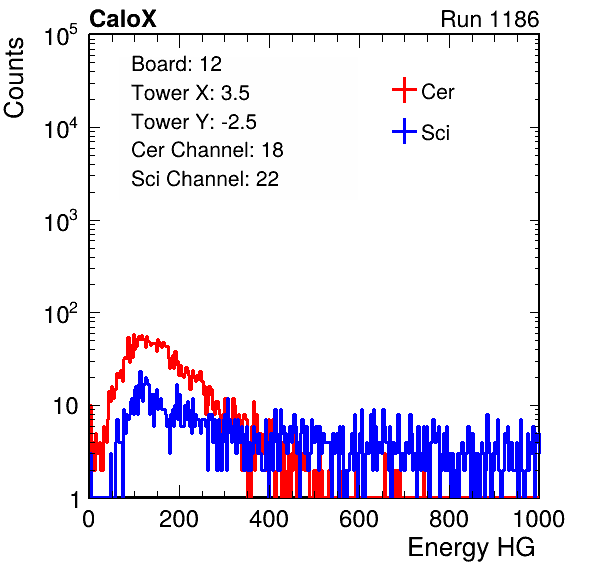 CaloX Run 1186
Counts
Board: 12
Tower X: 3.5
Tower Y: -2.5
Cer Channel: 18
Sci Channel: 22
Cer
Sci
10^5
10^4
10^3
10^2
10
1
0 200 400 600 800 1000
Energy HG